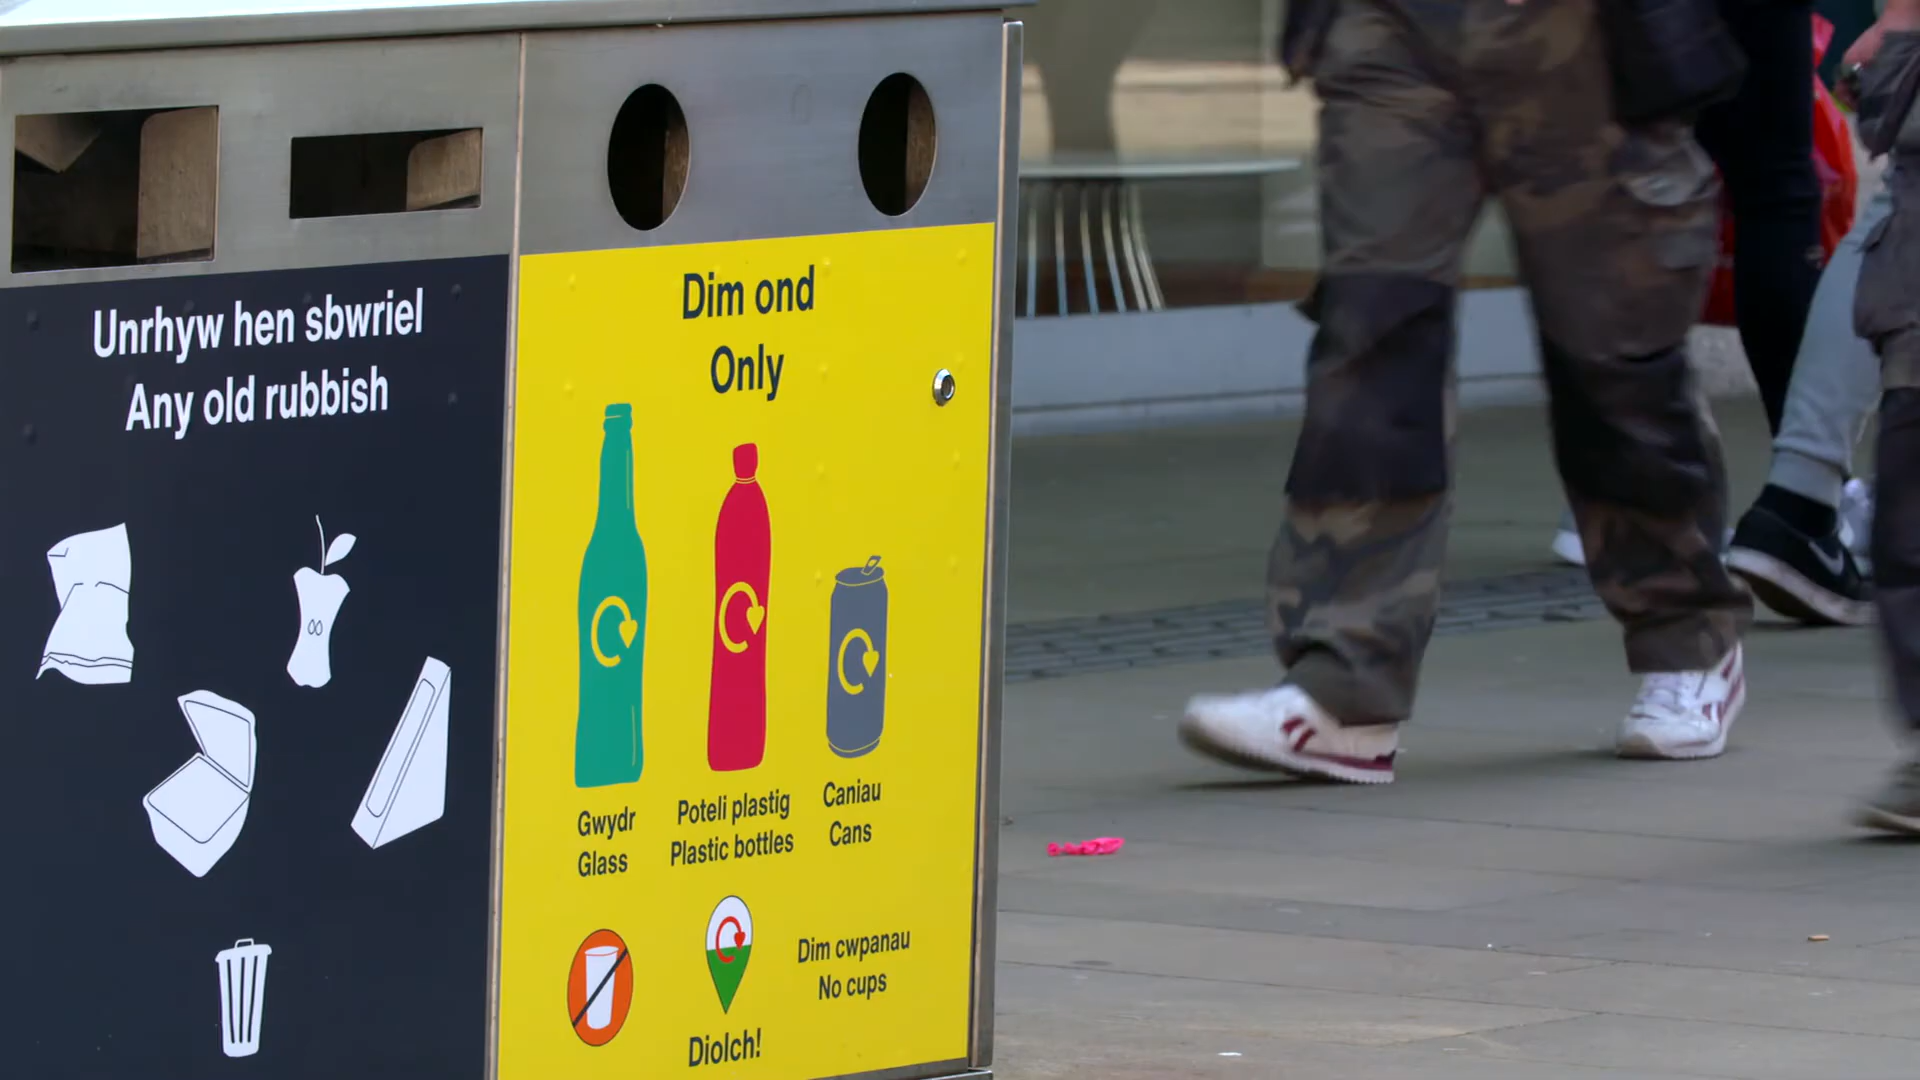 Unrhyw hen sbwriel
Any old rubbish
Dim ond
Only
Gwydr
Glass
Poteli plastig
Plastic bottles
Caniau
Cans
Dim cwpanau
No cups
Diolch!